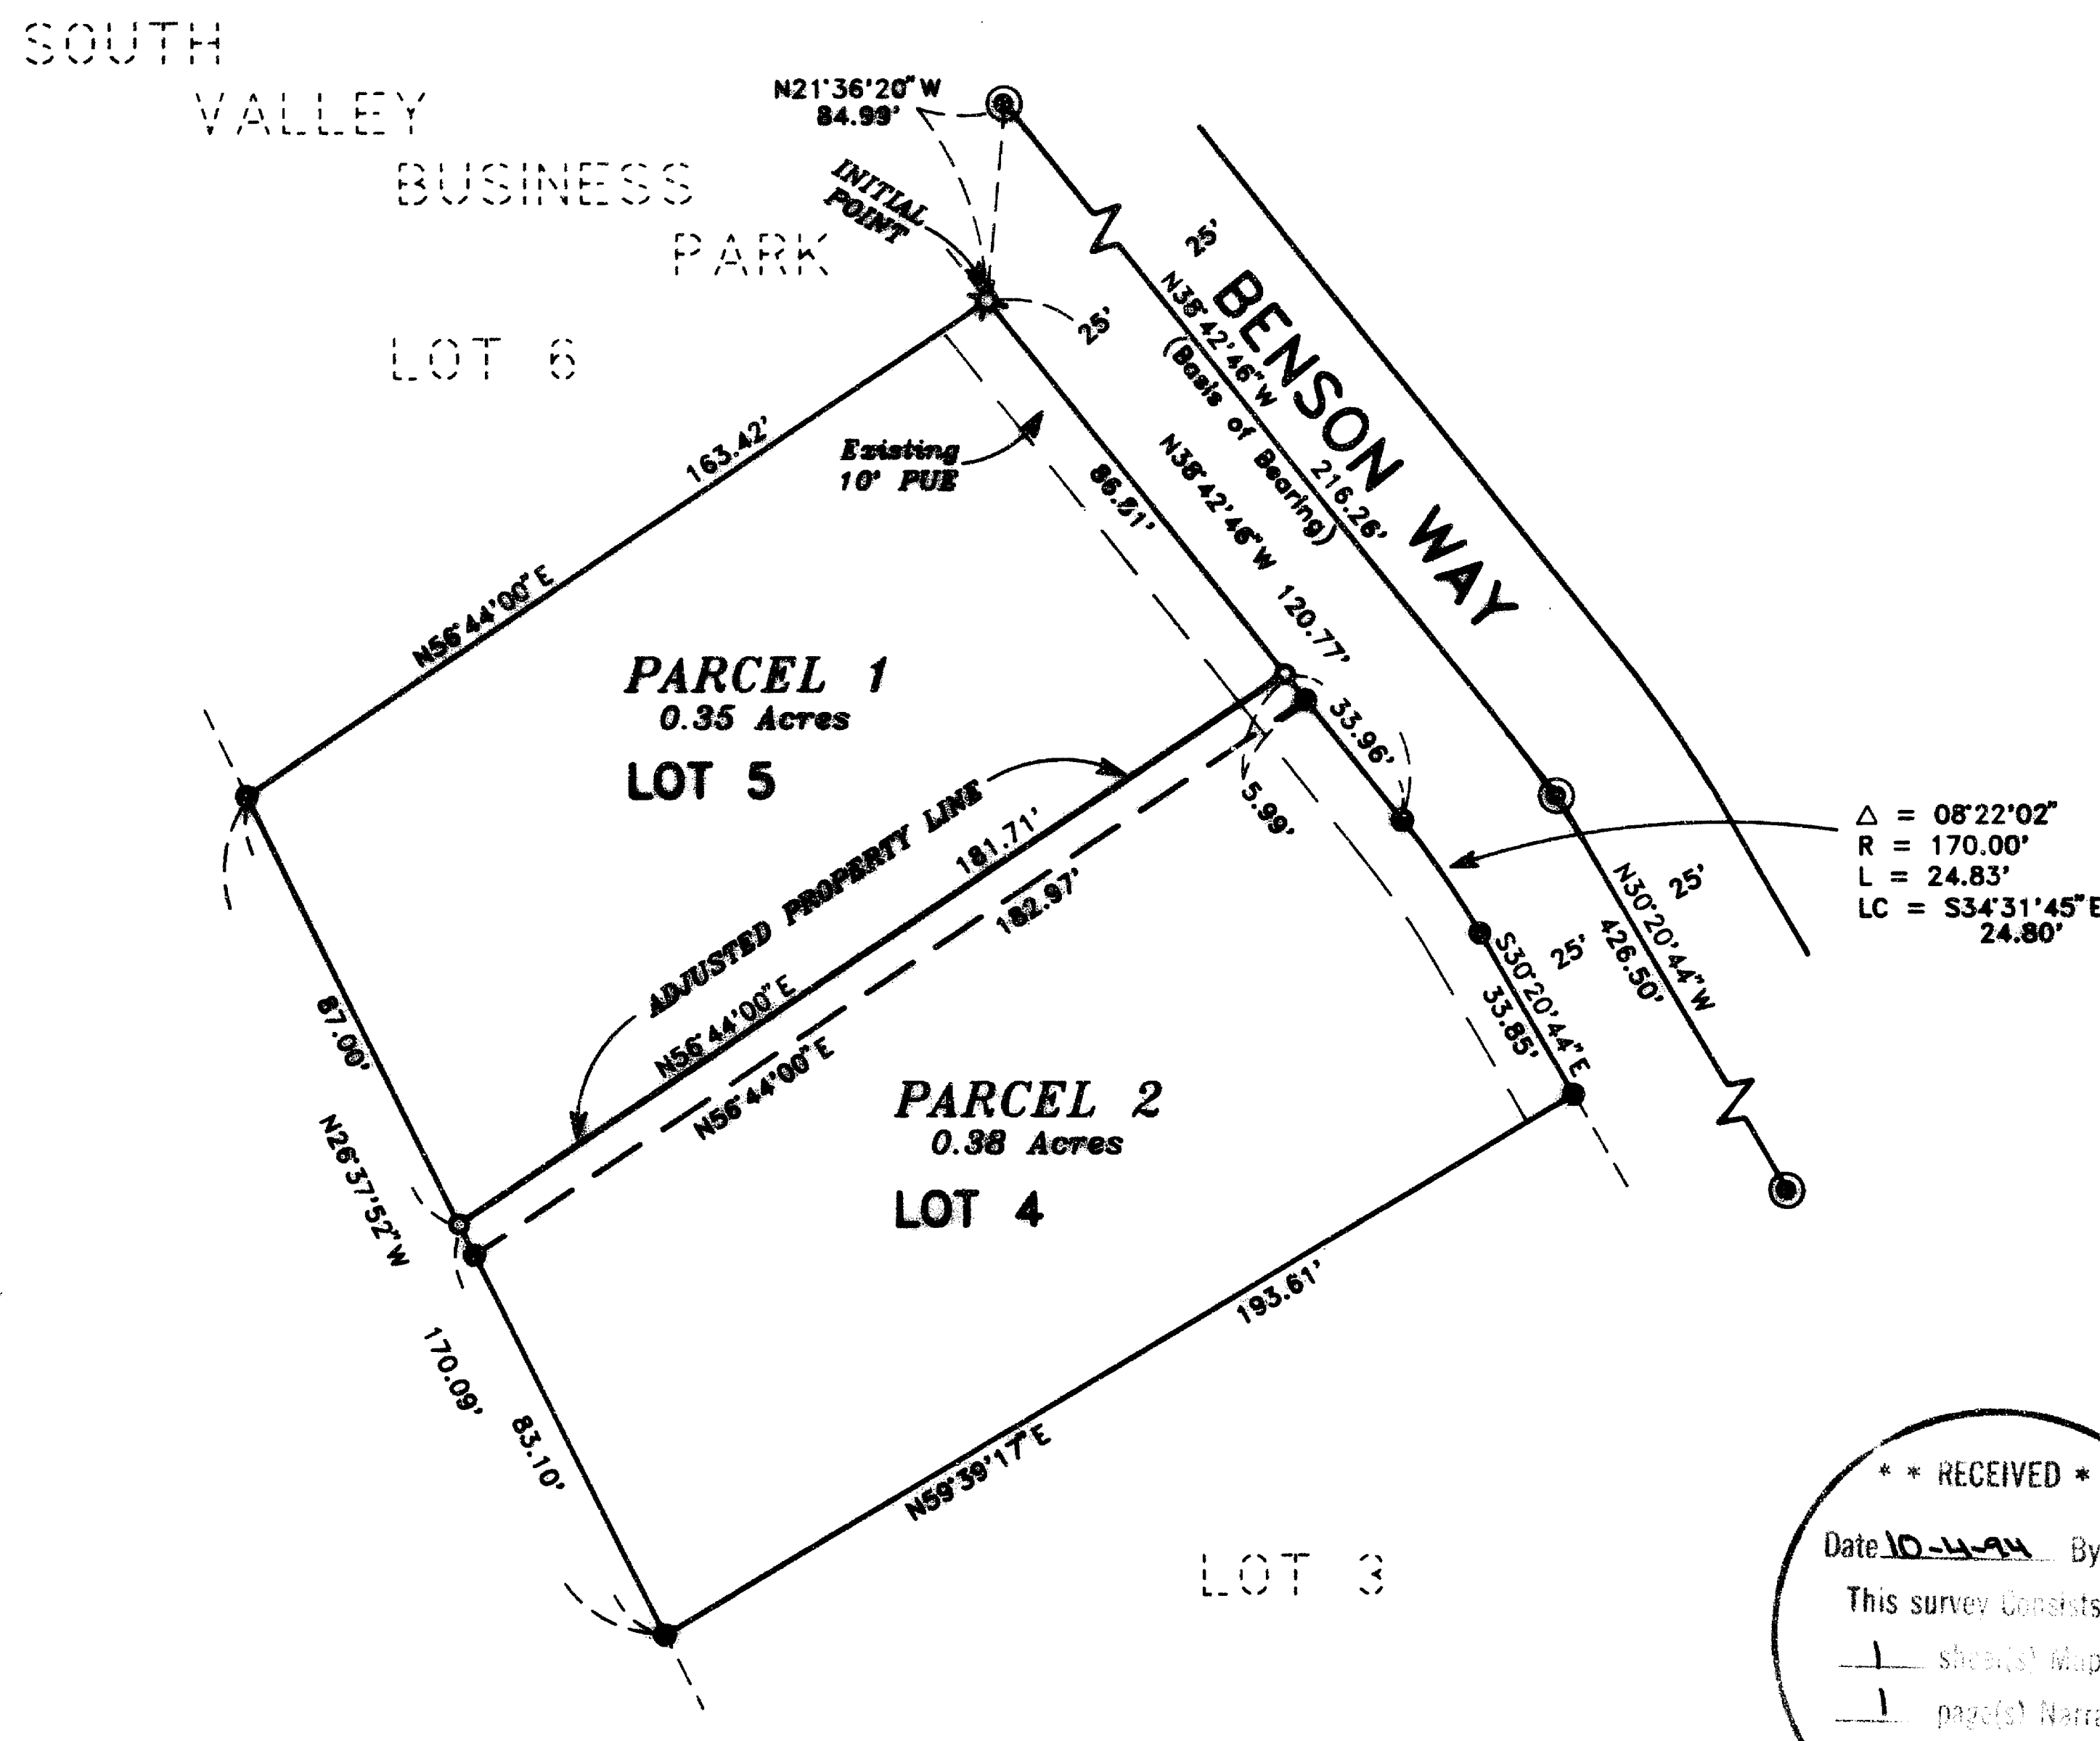 SOUTH
VALLEY
BUSINESS
PARK
LOT 6
N21°36'20"W
84.99'
INITIAL
POINT
25'
25'
BENSON WAY
N38°42'46"W 216.26'
(Basis of Bearing)
N38°42'46"W 120.77'
163.42'
N56°44'00"E
Existing
10' PUE
PARCEL 1
0.35 Acres
LOT 5
33.96'
5.99'
ADJUSTED PROPERTY LINE
181.71'
N56°44'00"E
182.97'
N56°44'00"E
Δ = 08°22'02"
R = 170.00'
L = 24.83'
LC = S34°31'45"E
24.80'
25'
N30°20'44"W
426.50'
25'
S30°20'44"E
33.85'
87.00'
N26°37'52"W
170.09'
83.10'
PARCEL 2
0.38 Acres
LOT 4
193.61'
N59°39'17"E
LOT 3
* * RECEIVED *
Date 10-4-94 By
This survey Consists
1 sheet(s) Map
1 page(s) Narra